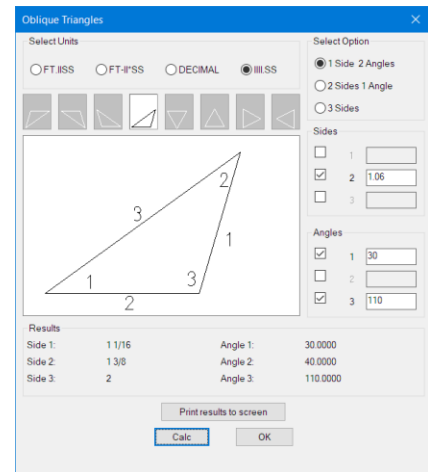 Oblique Triangles
Select Units
FT.IISS FT-II"SS DECIMAL IIII.SS
Select Option
1 Side 2 Angles
2 Sides 1 Angle
3 Sides
Sides
1
2 1.06
3
Angles
1 30
2
3 110
2
3
1
1
3
2
Results
Side 1: 1 1/16 Angle 1: 30.0000
Side 2: 1 3/8 Angle 2: 40.0000
Side 3: 2 Angle 3: 110.0000
Print results to screen
Calc OK